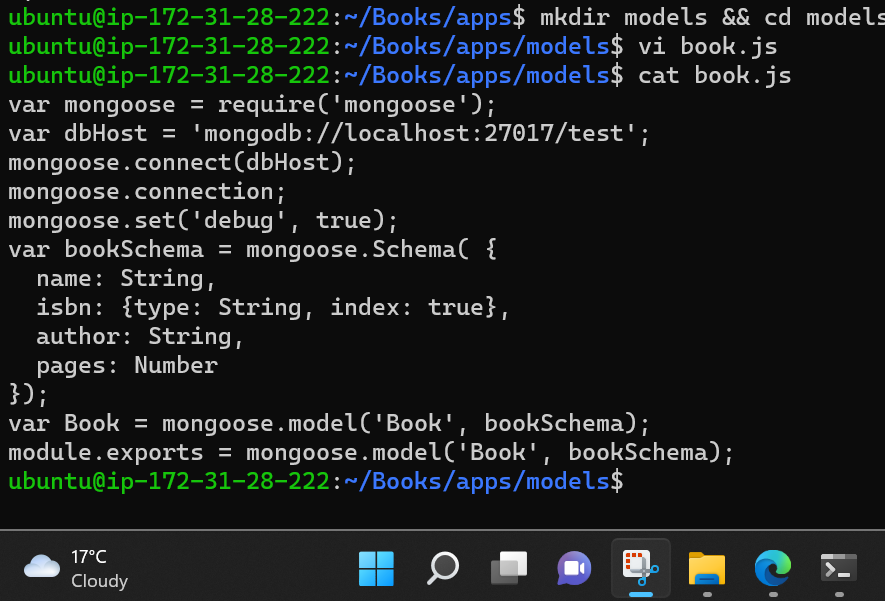 ubuntu@ip-172-31-28-222:~/Books/apps$ mkdir models && cd models
ubuntu@ip-172-31-28-222:~/Books/apps/models$ vi book.js
ubuntu@ip-172-31-28-222:~/Books/apps/models$ cat book.js
var mongoose = require('mongoose');
var dbHost = 'mongodb://localhost:27017/test';
mongoose.connect(dbHost);
mongoose.connection;
mongoose.set('debug', true);
var bookSchema = mongoose.Schema( {
  name: String,
  isbn: {type: String, index: true},
  author: String,
  pages: Number
});
var Book = mongoose.model('Book', bookSchema);
module.exports = mongoose.model('Book', bookSchema);
ubuntu@ip-172-31-28-222:~/Books/apps/models$
17°C
Cloudy